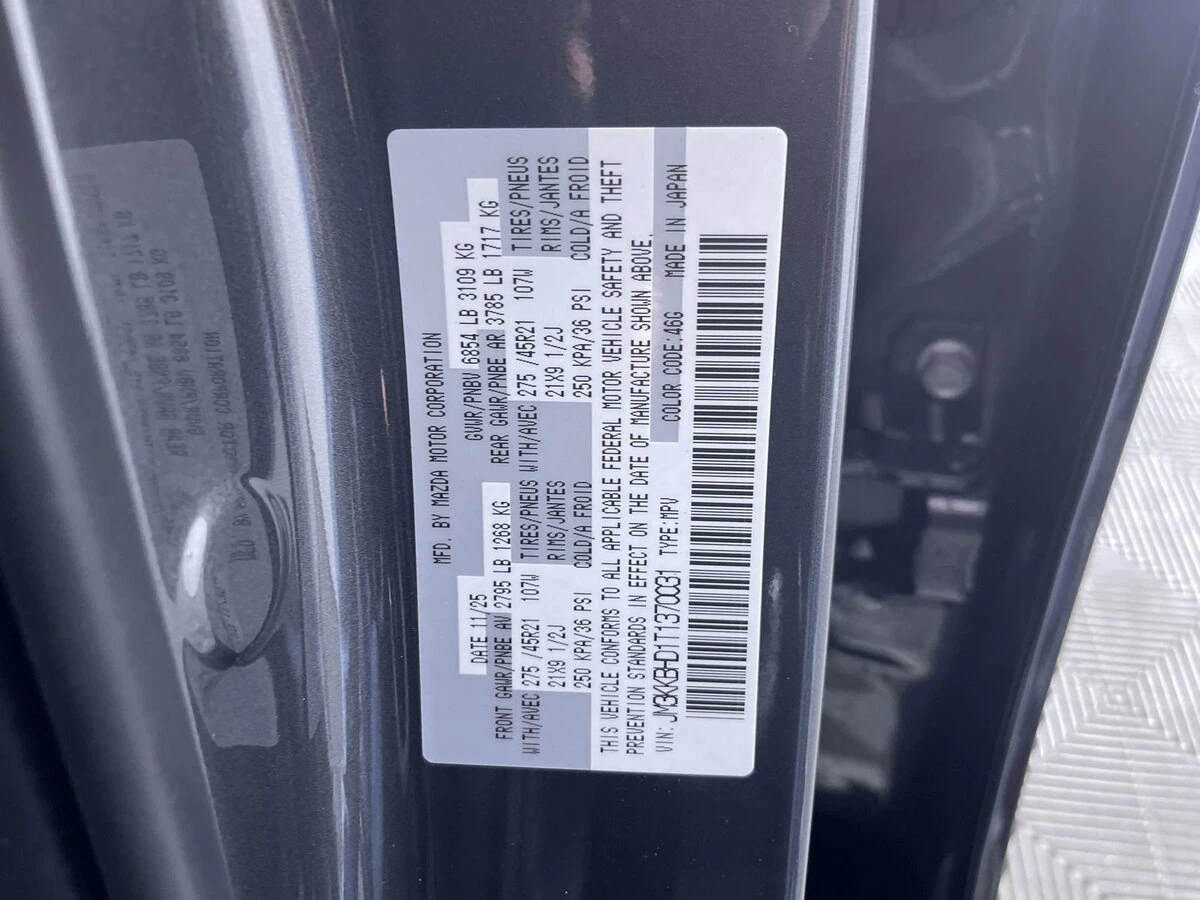 MFD. BY MAZDA MOTOR CORPORATION
DATE 11/25 GVWR/PNBV 6854 LB 3109 KG
FRONT GAWR/PNBE AV 2795 LB 1268 KG REAR GAWR/PNBE AR 3785 LB 1717 KG
WITH/AVEC 275 /45R21 107W TIRES/PNEUS WITH/AVEC 275 /45R21 107W TIRES/PNEUS
21X9 1/2J RIMS/JANTES 21X9 1/2J RIMS/JANTES
250 KPA/36 PSI COLD/A FROID 250 KPA/36 PSI COLD/A FROID
THIS VEHICLE CONFORMS TO ALL APPLICABLE FEDERAL MOTOR VEHICLE SAFETY AND THEFT
PREVENTION STANDARDS IN EFFECT ON THE DATE OF MANUFACTURE SHOWN ABOVE.
VIN: JM3KKBHD1T1370031 TYPE:MPV COLOR CODE:46G MADE IN JAPAN